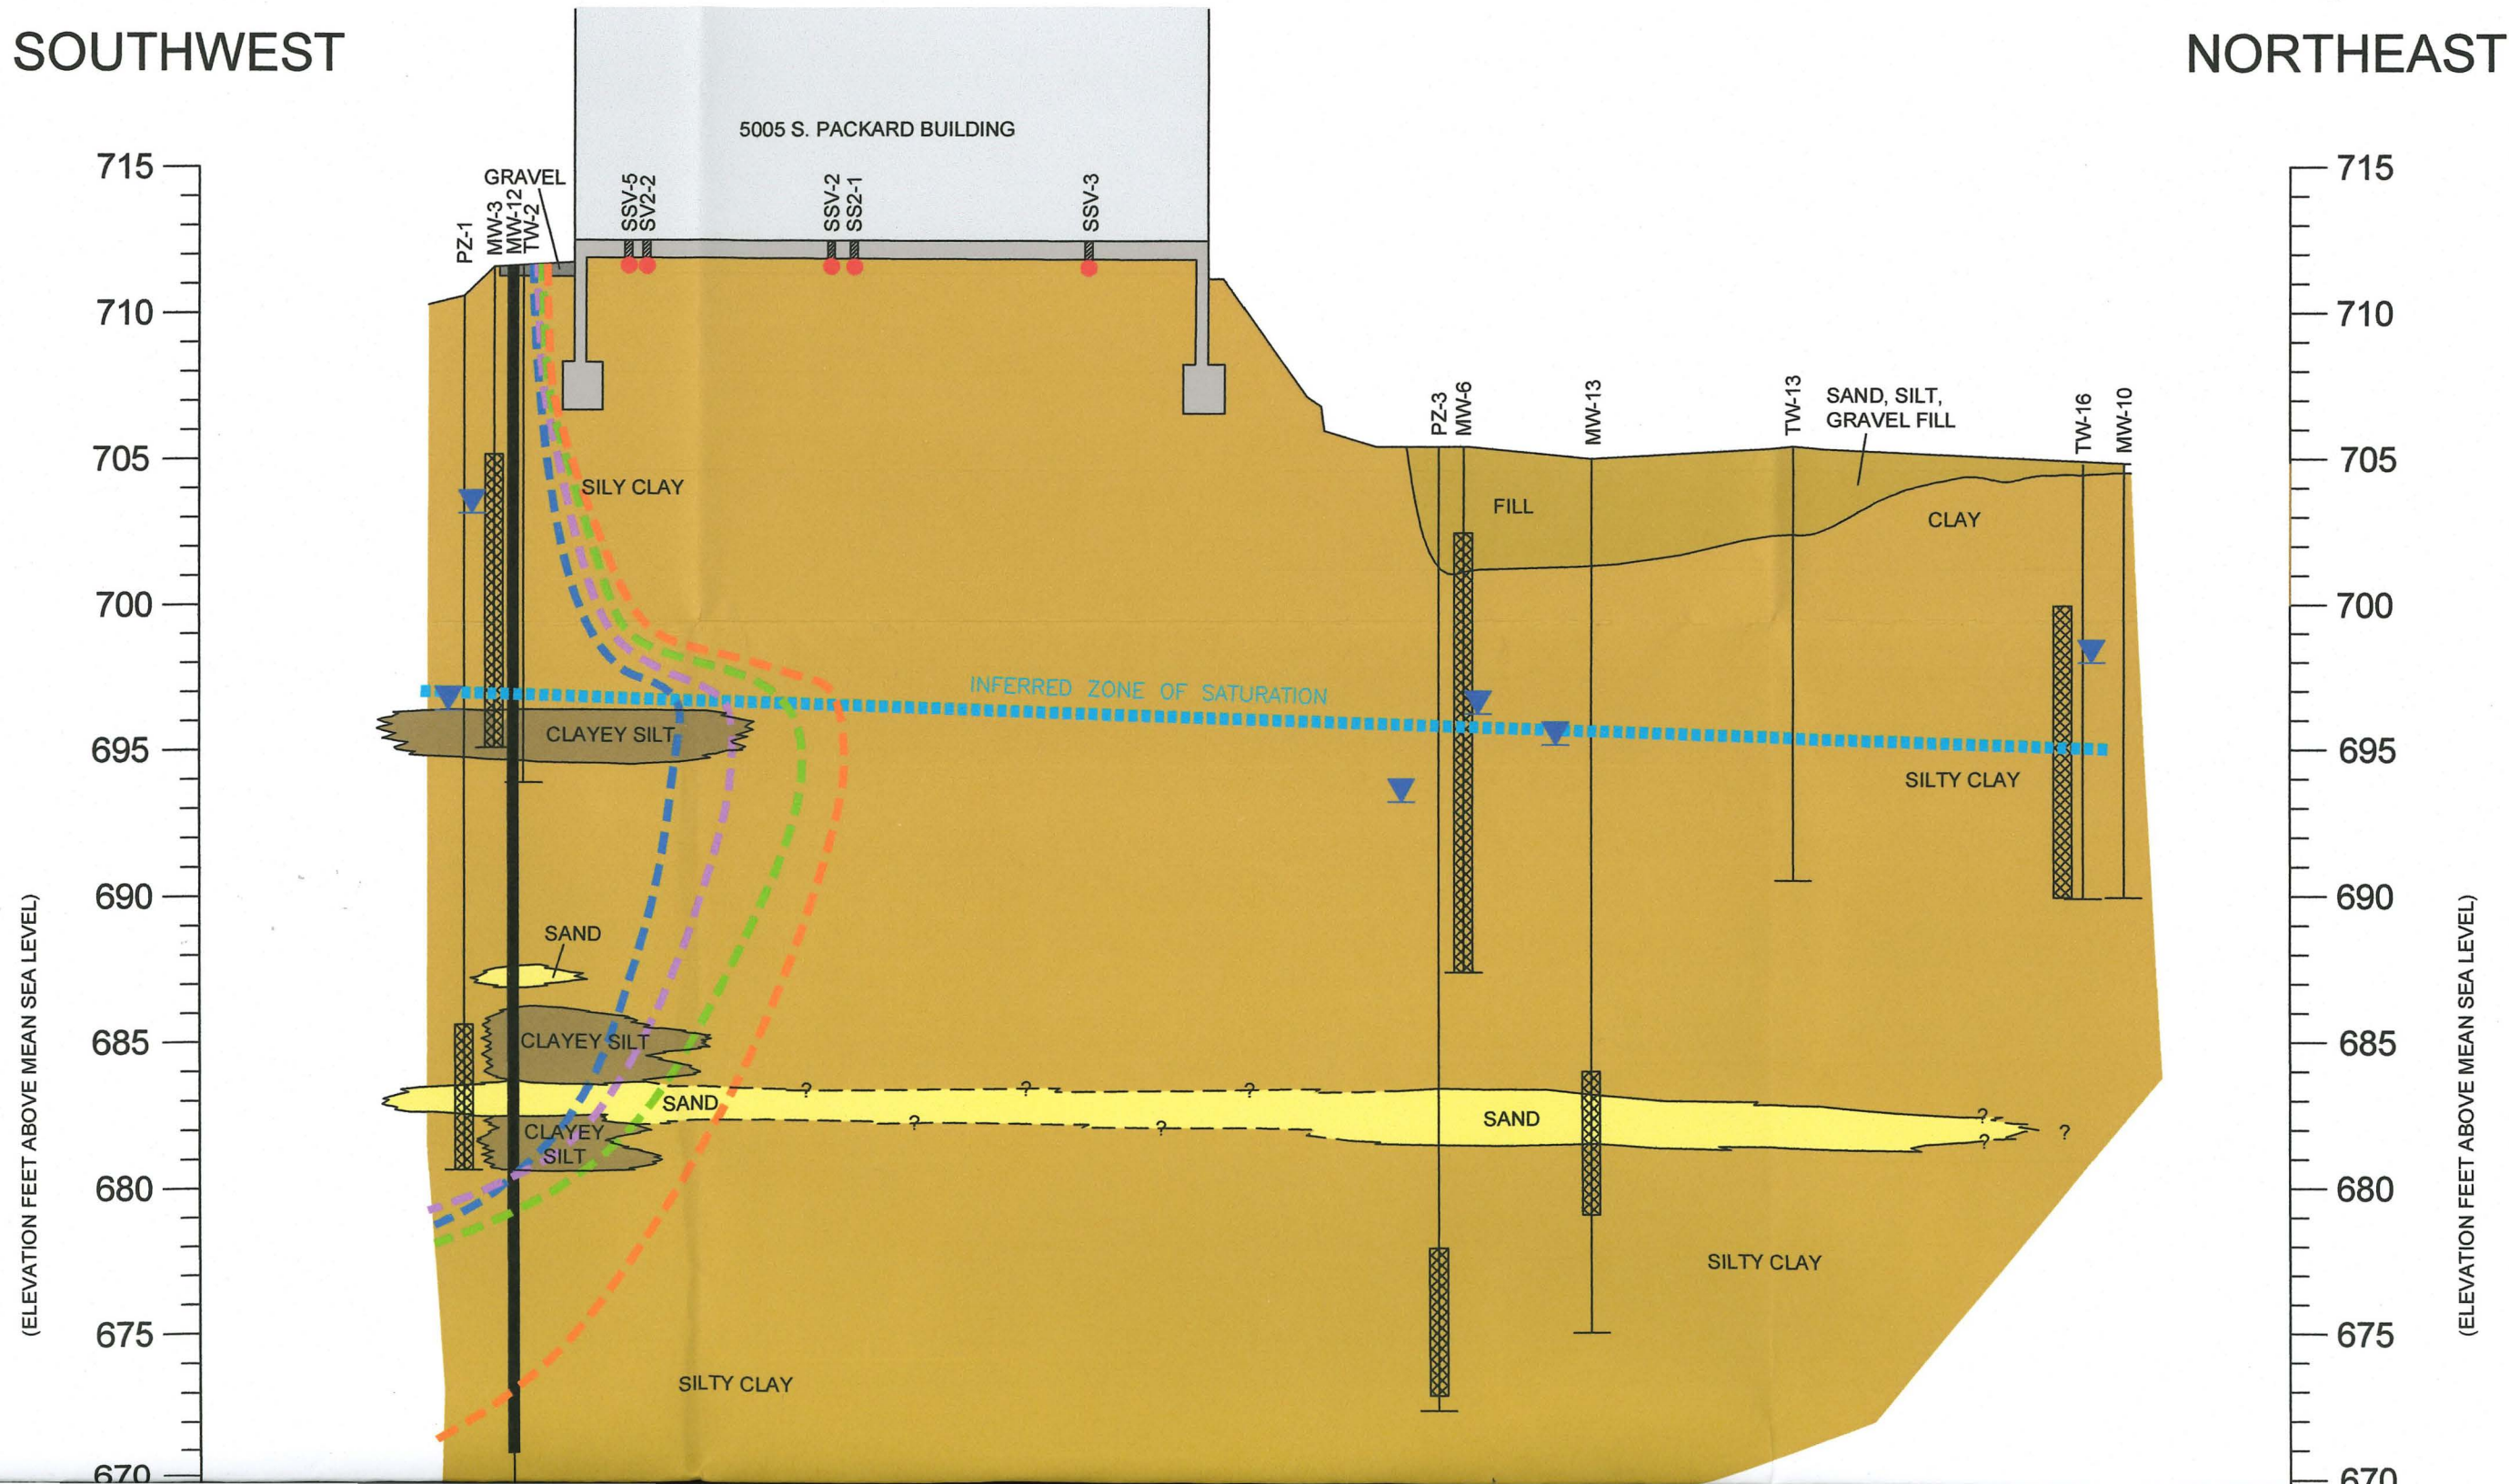 SOUTHWEST
NORTHEAST
5005 S. PACKARD BUILDING
GRAVEL
PZ-1
MW-3
MW-12
TW-2
SSV-5
SV2-2
SSV-2
SS2-1
SSV-3
715
715
710
710
705
705
700
700
695
695
690
690
685
685
680
680
675
675
670
670
(ELEVATION FEET ABOVE MEAN SEA LEVEL)
(ELEVATION FEET ABOVE MEAN SEA LEVEL)
PZ-3
MW-6
MW-13
TW-13
SAND, SILT,
GRAVEL FILL
TW-16
MW-10
SILY CLAY
FILL
CLAY
INFERRED ZONE OF SATURATION
CLAYEY SILT
SILTY CLAY
SAND
CLAYEY SILT
SAND
? ? ?
? ?
SAND
?
?
?
CLAYEY
SILT
SILTY CLAY
SILTY CLAY